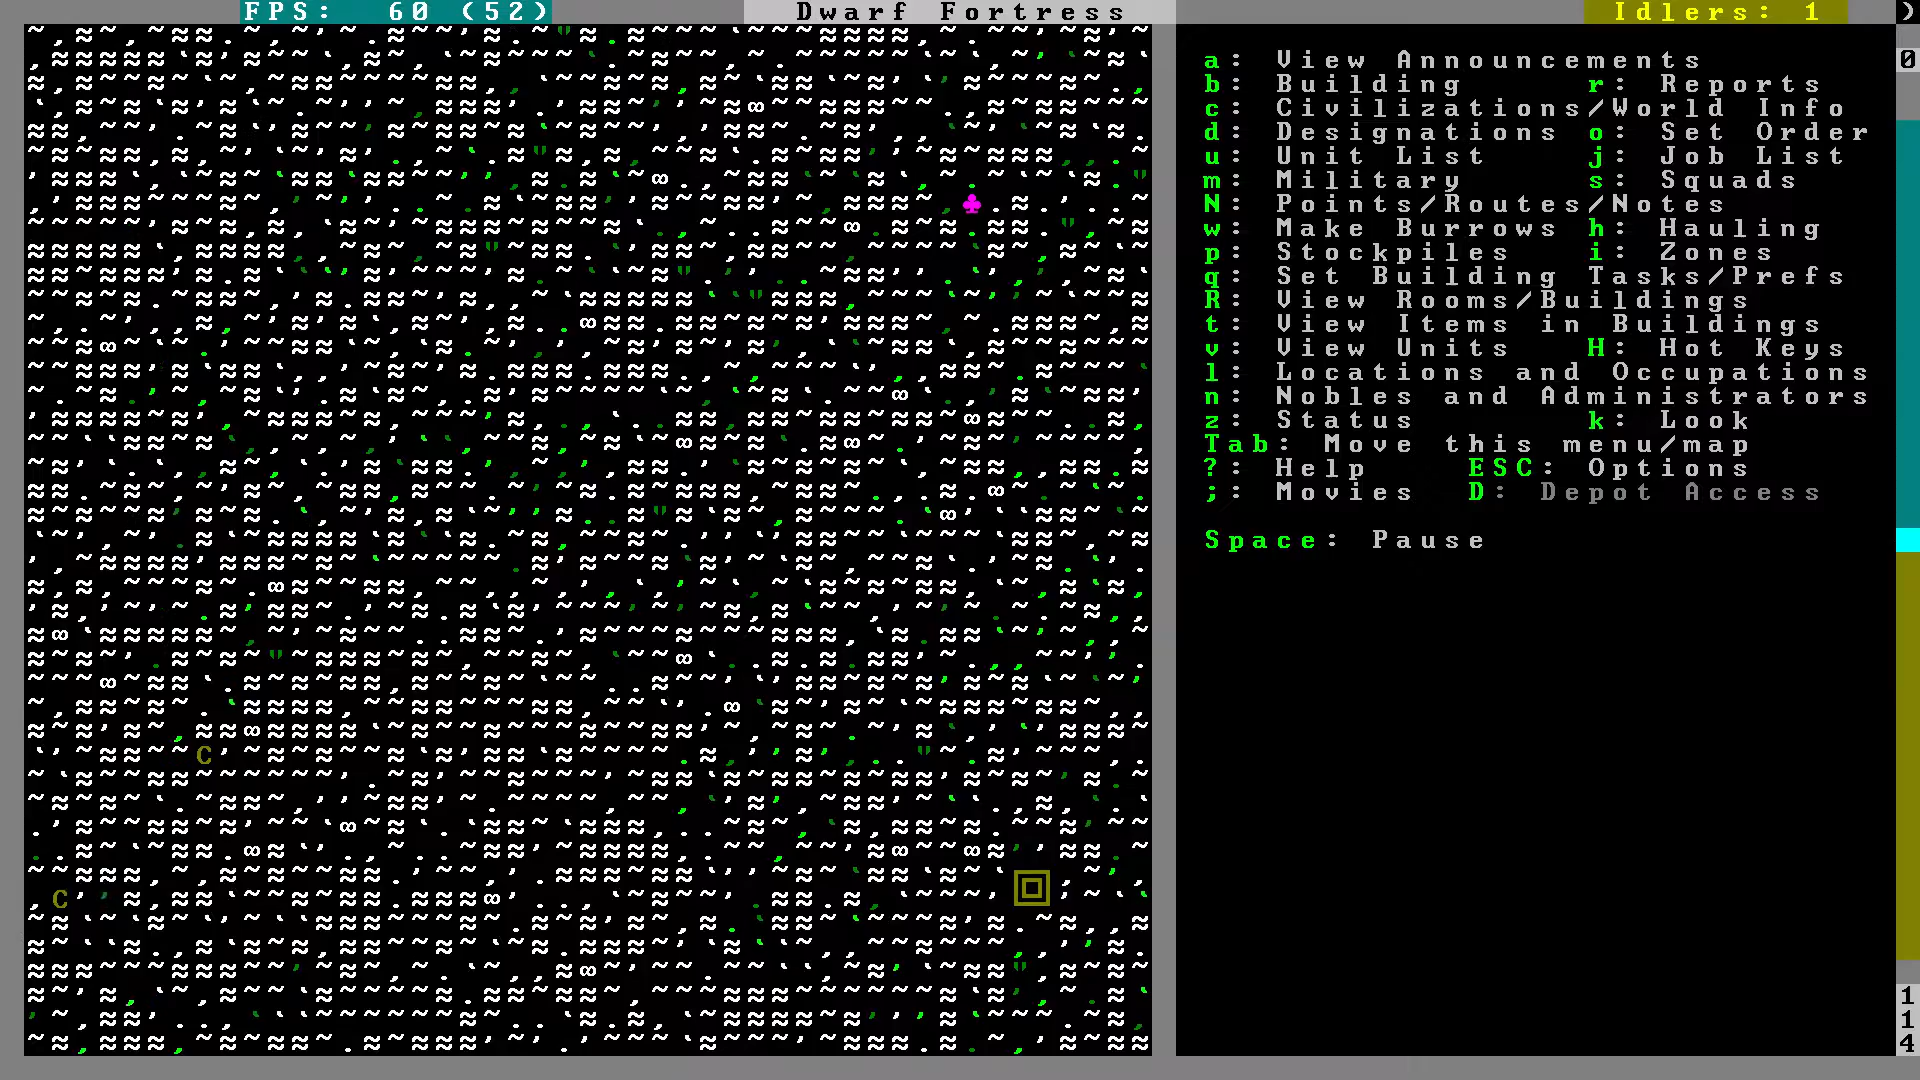 FPS: 60 (52) Dwarf Fortress Idlers: 1
a: View Announcements
b: Building r: Reports
c: Civilizations/World Info
d: Designations o: Set Order
u: Unit List j: Job List
m: Military s: Squads
N: Points/Routes/Notes
w: Make Burrows h: Hauling
p: Stockpiles i: Zones
q: Set Building Tasks/Prefs
R: View Rooms/Buildings
t: View Items in Buildings
v: View Units H: Hot Keys
l: Locations and Occupations
n: Nobles and Administrators
z: Status k: Look
Tab: Move this menu/map
?: Help ESC: Options
;: Movies D: Depot Access
Space: Pause
0
114
C
C